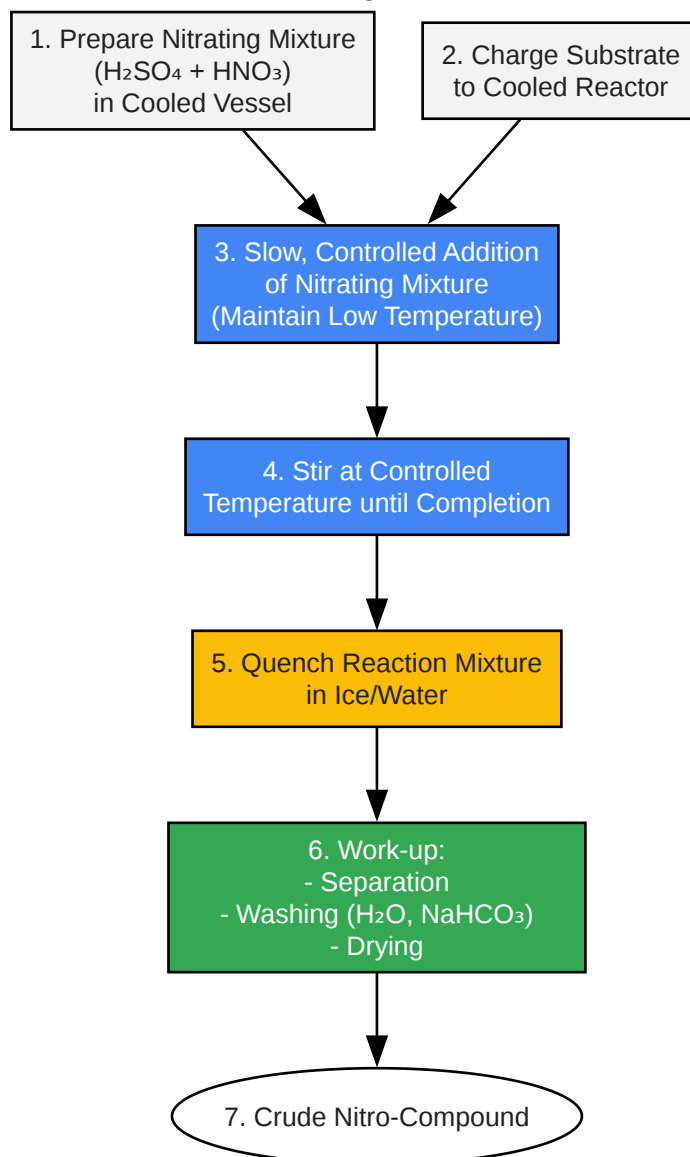 1. Prepare Nitrating Mixture
(H₂SO₄ + HNO₃)
in Cooled Vessel
2. Charge Substrate
to Cooled Reactor
3. Slow, Controlled Addition
of Nitrating Mixture
(Maintain Low Temperature)
4. Stir at Controlled
Temperature until Completion
5. Quench Reaction Mixture
in Ice/Water
6. Work-up:
- Separation
- Washing (H₂O, NaHCO₃)
- Drying
7. Crude Nitro-Compound